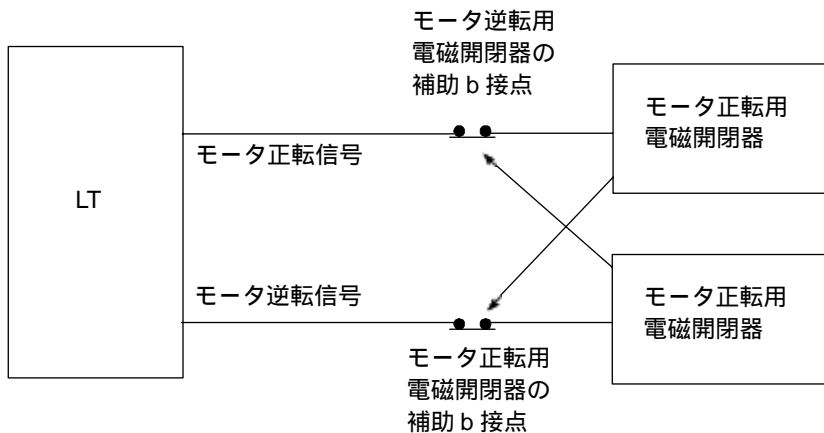 モータ逆転用
電磁開閉器の
補助 b 接点
モータ正転用
電磁開閉器
モータ正転信号
LT
モータ逆転信号
モータ正転用
電磁開閉器
モータ正転用
電磁開閉器の
補助 b 接点